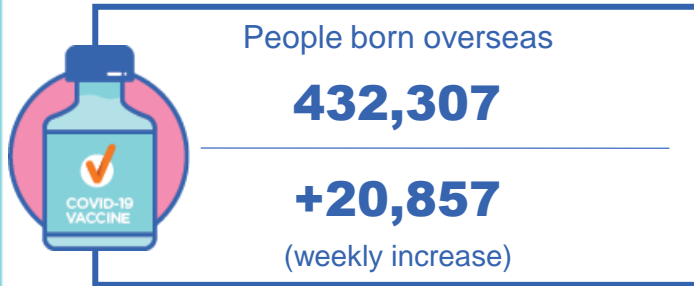 People born overseas
432,307
+20,857
(weekly increase)
COVID-19
VACCINE